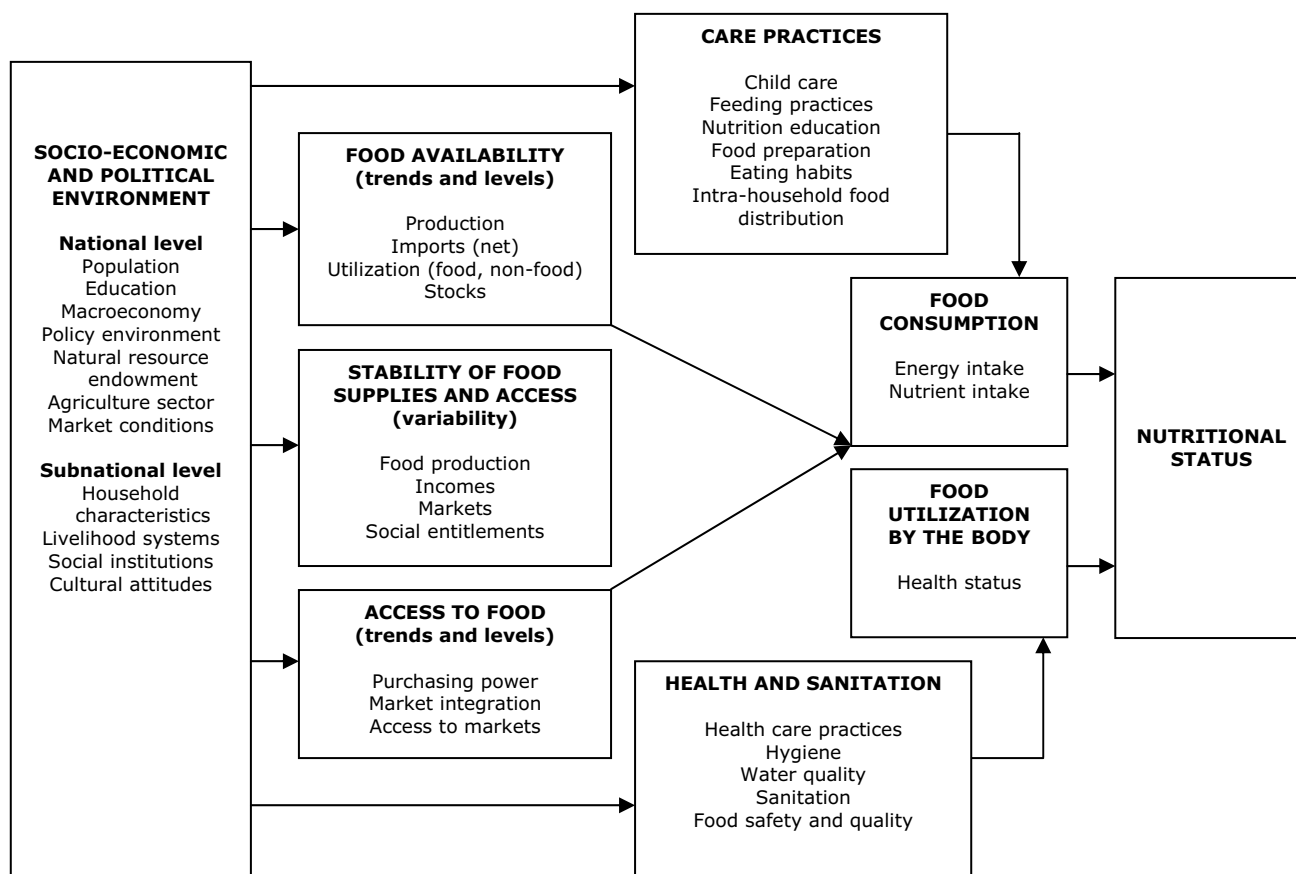 SOCIO-ECONOMIC
AND POLITICAL
ENVIRONMENT
National level
Population
Education
Macroeconomy
Policy environment
Natural resource
endowment
Agriculture sector
Market conditions
Subnational level
Household
characteristics
Livelihood systems
Social institutions
Cultural attitudes
FOOD AVAILABILITY
(trends and levels)
Production
Imports (net)
Utilization (food, non-food)
Stocks
STABILITY OF FOOD
SUPPLIES AND ACCESS
(variability)
Food production
Incomes
Markets
Social entitlements
ACCESS TO FOOD
(trends and levels)
Purchasing power
Market integration
Access to markets
CARE PRACTICES
Child care
Feeding practices
Nutrition education
Food preparation
Eating habits
Intra-household food
distribution
HEALTH AND SANITATION
Health care practices
Hygiene
Water quality
Sanitation
Food safety and quality
FOOD
CONSUMPTION
Energy intake
Nutrient intake
FOOD
UTILIZATION
BY THE BODY
Health status
NUTRITIONAL
STATUS